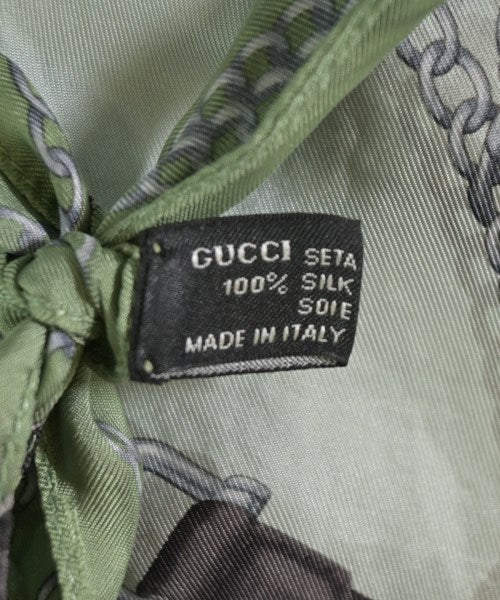 GUCCI SETA
100% SILK
SOIE
MADE IN ITALY